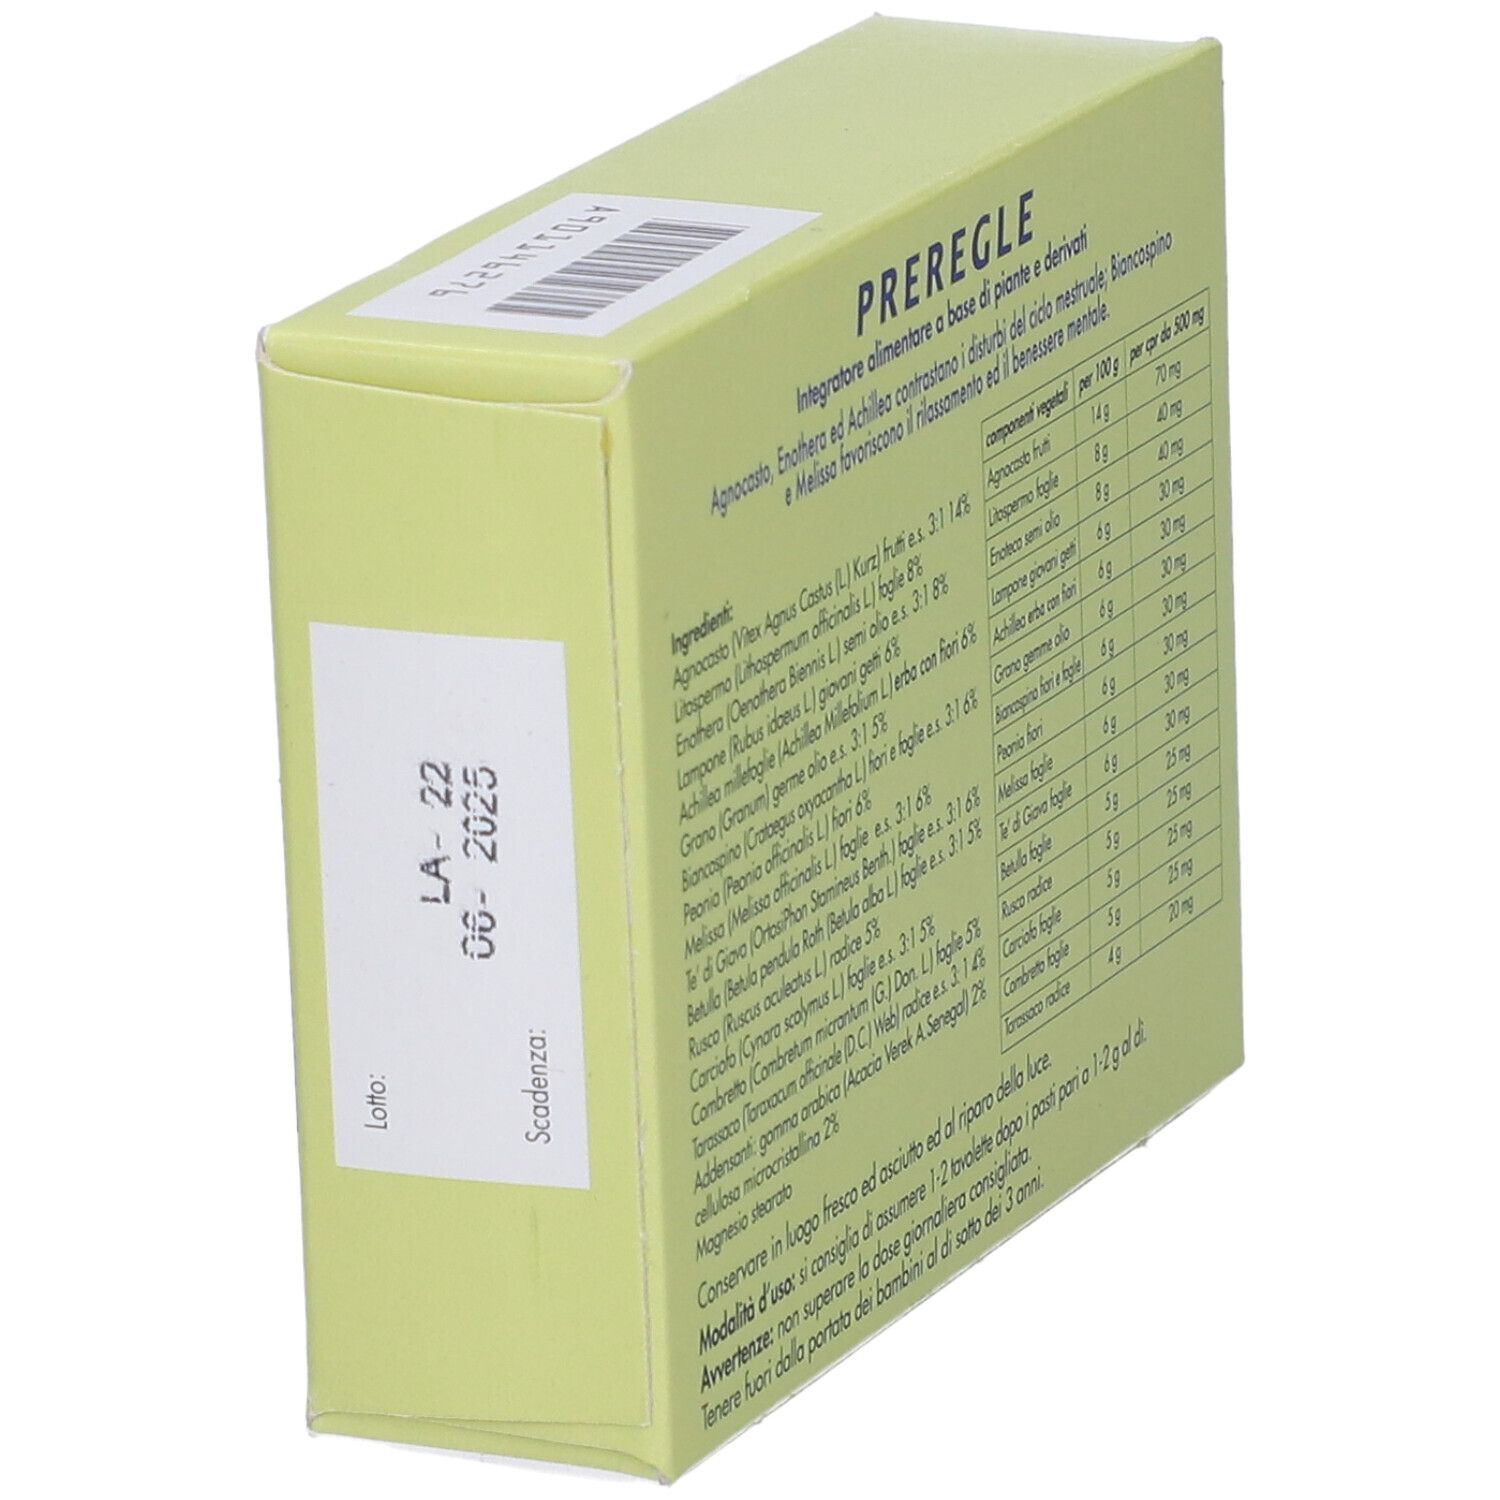 A901146576
LA- 22
06- 2025
Lotto:
Scadenza:
PREREGLE
Integratore alimentare a base di piante e derivati
Agnocasto, Enothera ed Achillea contrastano i disturbi del ciclo mestruale; Biancospino
e Melissa favoriscono il rilassamento ed il benessere mentale.
Ingredienti:
Agnocasto (Vitex Agnus Castus (L.) Kurz) frutti e.s. 3:1 14%
Litospermo (Lithospermum officinalis L.) foglie 8%
Enothera (Oenothera Biennis L.) semi olio e.s. 3:1 8%
Lampone (Rubus idaeus L.) giovani getti 6%
Achillea millefoglie (Achillea Millefolium L.) erba con fiori 6%
Grano (Granum) germe olio e.s. 3:1 5%
Biancospino (Crataegus oxyacantha L.) fiori e foglie e.s. 3:1 6%
Peonia (Peonia officinalis L.) fiori 6%
Melissa (Melissa officinalis L.) foglie e.s. 3:1 6%
Te' di Giava (OrtosiPhon Stamineus Benth.) foglie e.s. 3:1 6%
Betulla (Betula pendula Roth (Betula alba L.) foglie e.s. 3:1 5%
Rusco (Ruscus aculeatus L.) radice 5%
Carciofo (Cynara scolymus L.) foglie e.s. 3:1 5%
Combretto (Combretum micrantum (G.) Don. L.) foglie 5%
Tarassaco (Taraxacum officinale (D.C.) Web) radice e.s. 3:1 4%
Addensanti: gomma arabica (Acacia Verek A.Senegal) 2%
cellulosa microcristallina 2%
Magnesio stearato
componenti vegetali per 100 g per cpr da 500 mg
Agnocasto frutti 14 g 70 mg
Litospermo foglie 8 g 40 mg
Enoteca semi olio 8 g 40 mg
Lampone giovani getti 6 g 30 mg
Achillea erba con fiori 6 g 30 mg
Grano gemme olio 6 g 30 mg
Biancospino fiori e foglie 6 g 30 mg
Peonia fiori 6 g 30 mg
Melissa foglie 6 g 30 mg
Te' di Giava foglie 6 g 30 mg
Betulla foglie 5 g 25 mg
Rusco radice 5 g 25 mg
Carciofo foglie 5 g 25 mg
Combretto foglie 5 g 25 mg
Tarassaco radice 4 g 20 mg
Conservare in luogo fresco ed asciutto ed al riparo della luce.
Modalità d'uso: si consiglia di assumere 1-2 tavolette dopo i pasti pari a 1-2 g al dì.
Avvertenze: non superare la dose giornaliera consigliata.
Tenere fuori dalla portata dei bambini al di sotto dei 3 anni.